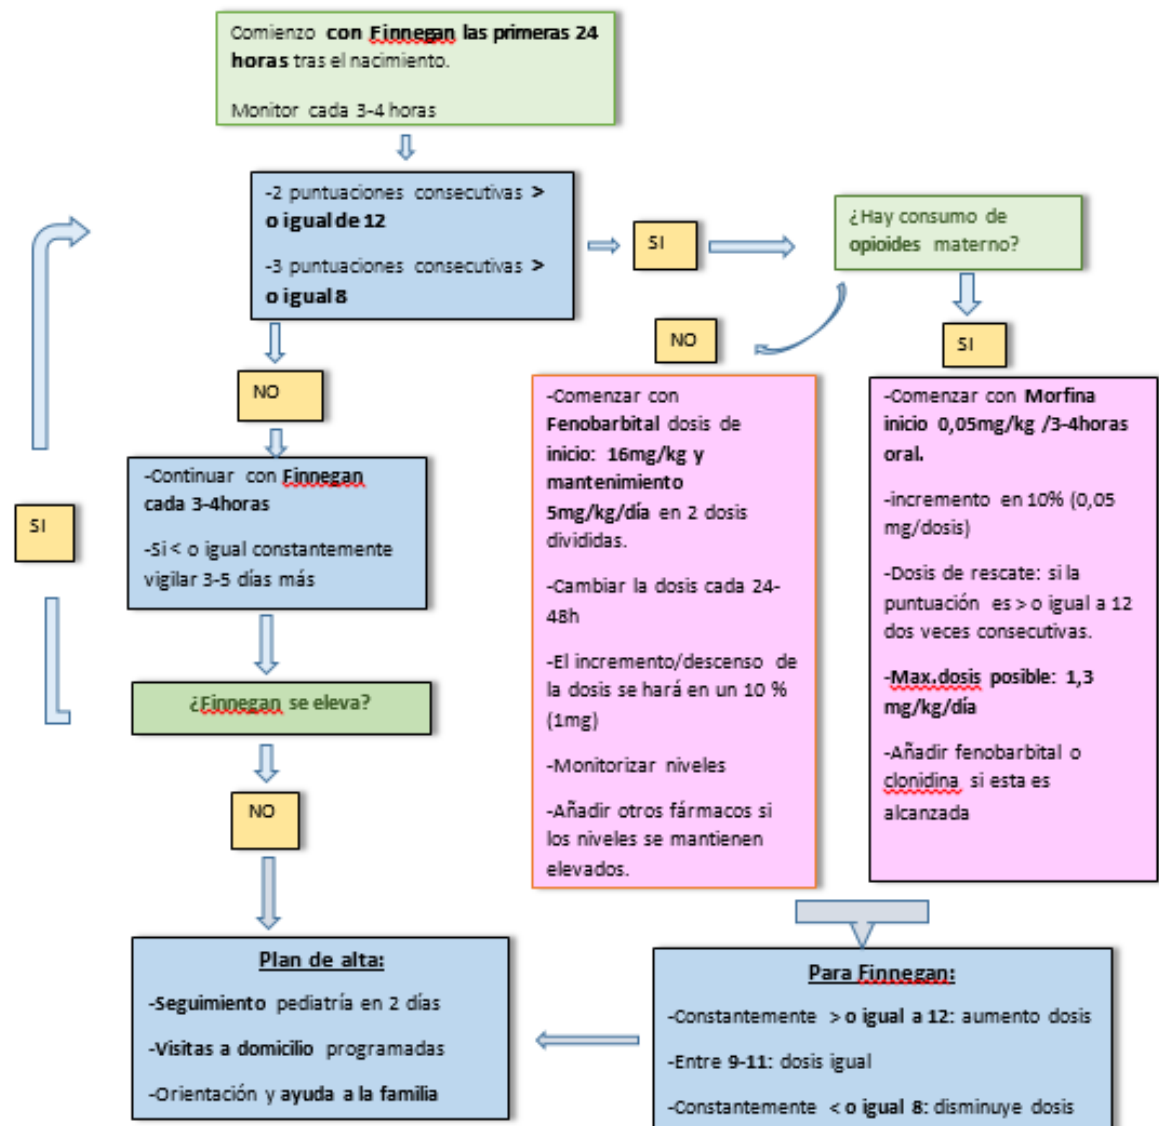 Comienzo con Finnegan las primeras 24
horas tras el nacimiento.
Monitor cada 3-4 horas
-2 puntuaciones consecutivas >
o igual de 12
-3 puntuaciones consecutivas >
o igual 8
SI
¿Hay consumo de
opioides materno?
NO
SI
NO
-Comenzar con
Fenobarbital dosis de
inicio: 16mg/kg y
mantenimiento
5mg/kg/día en 2 dosis
divididas.
-Cambiar la dosis cada 24-
48h
-El incremento/descenso de
la dosis se hará en un 10 %
(1mg)
-Monitorizar niveles
-Añadir otros fármacos si
los niveles se mantienen
elevados.
-Comenzar con Morfina
inicio 0,05mg/kg /3-4horas
oral.
-incremento en 10% (0,05
mg/dosis)
-Dosis de rescate: si la
puntuación es > o igual a 12
dos veces consecutivas.
-Max.dosis posible: 1,3
mg/kg/día
-Añadir fenobarbital o
clonidina si esta es
alcanzada
-Continuar con Finnegan
cada 3-4horas
-Si < o igual constantemente
vigilar 3-5 días más
SI
¿Finnegan se eleva?
NO
Plan de alta:
-Seguimiento pediatría en 2 días
-Visitas a domicilio programadas
-Orientación y ayuda a la familia
Para Finnegan:
-Constantemente > o igual a 12: aumento dosis
-Entre 9-11: dosis igual
-Constantemente < o igual 8: disminuye dosis